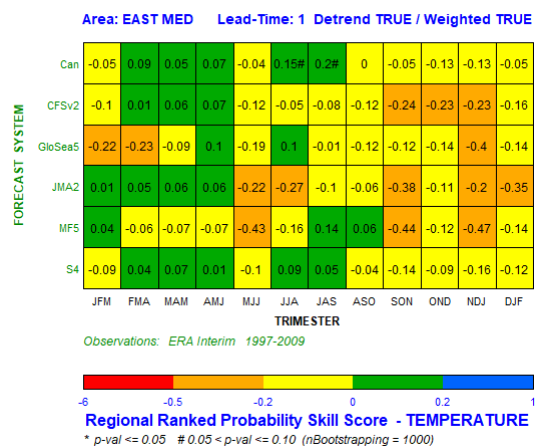 Area: EAST MED Lead-Time: 1 Detrend TRUE / Weighted TRUE
FORECAST SYSTEM
Can -0.05 0.09 0.05 0.07 -0.04 0.15# 0.2# 0 -0.05 -0.13 -0.13 -0.05
CFSv2 -0.1 0.01 0.06 0.07 -0.12 -0.05 -0.08 -0.12 -0.24 -0.23 -0.23 -0.16
GloSea5 -0.22 -0.23 -0.09 0.1 -0.19 0.1 -0.01 -0.12 -0.12 -0.14 -0.4 -0.14
JMA2 0.01 0.05 0.06 0.06 -0.22 -0.27 -0.1 -0.06 -0.38 -0.11 -0.2 -0.35
MF5 0.04 -0.06 -0.07 -0.07 -0.43 -0.16 0.14 0.06 -0.44 -0.12 -0.47 -0.14
S4 -0.09 0.04 0.07 0.01 -0.1 0.09 0.05 -0.04 -0.14 -0.09 -0.16 -0.12
JFM FMA MAM AMJ MJJ JJA JAS ASO SON OND NDJ DJF
TRIMESTER
Observations: ERA Interim 1997-2009
-6 -0.5 -0.2 0 0.2 1
Regional Ranked Probability Skill Score - TEMPERATURE
* p-val <= 0.05 # 0.05 < p-val <= 0.10 (nBootstrapping = 1000)